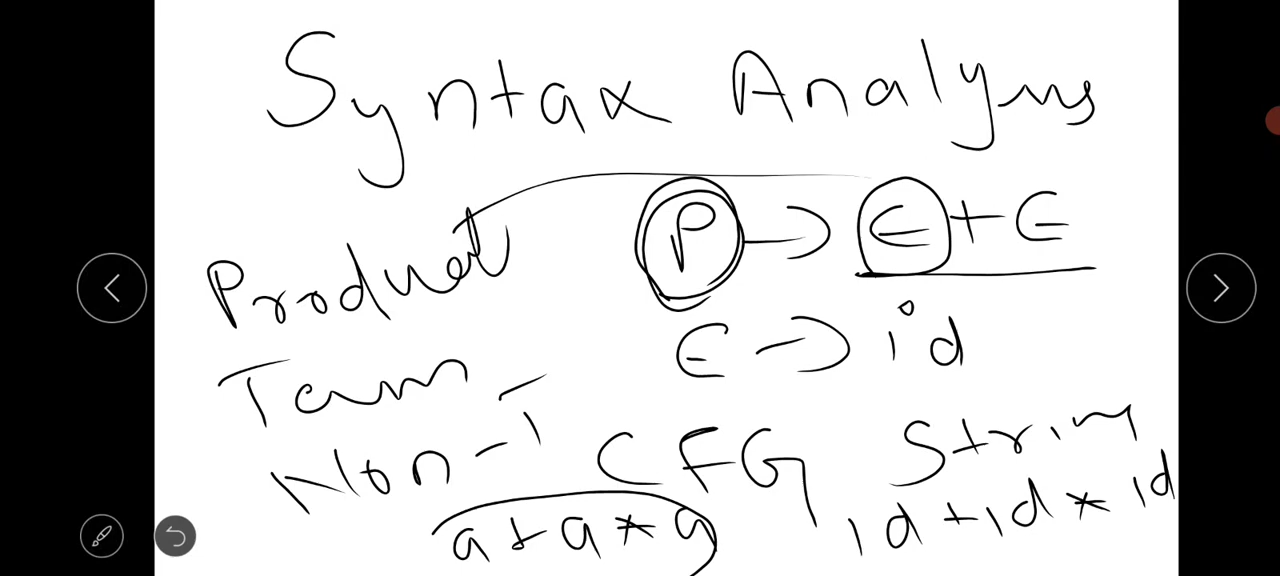 Syntax Analysis
Product P → E + E
Term E → id
Non-T CFG String
a + a * a id + id * id